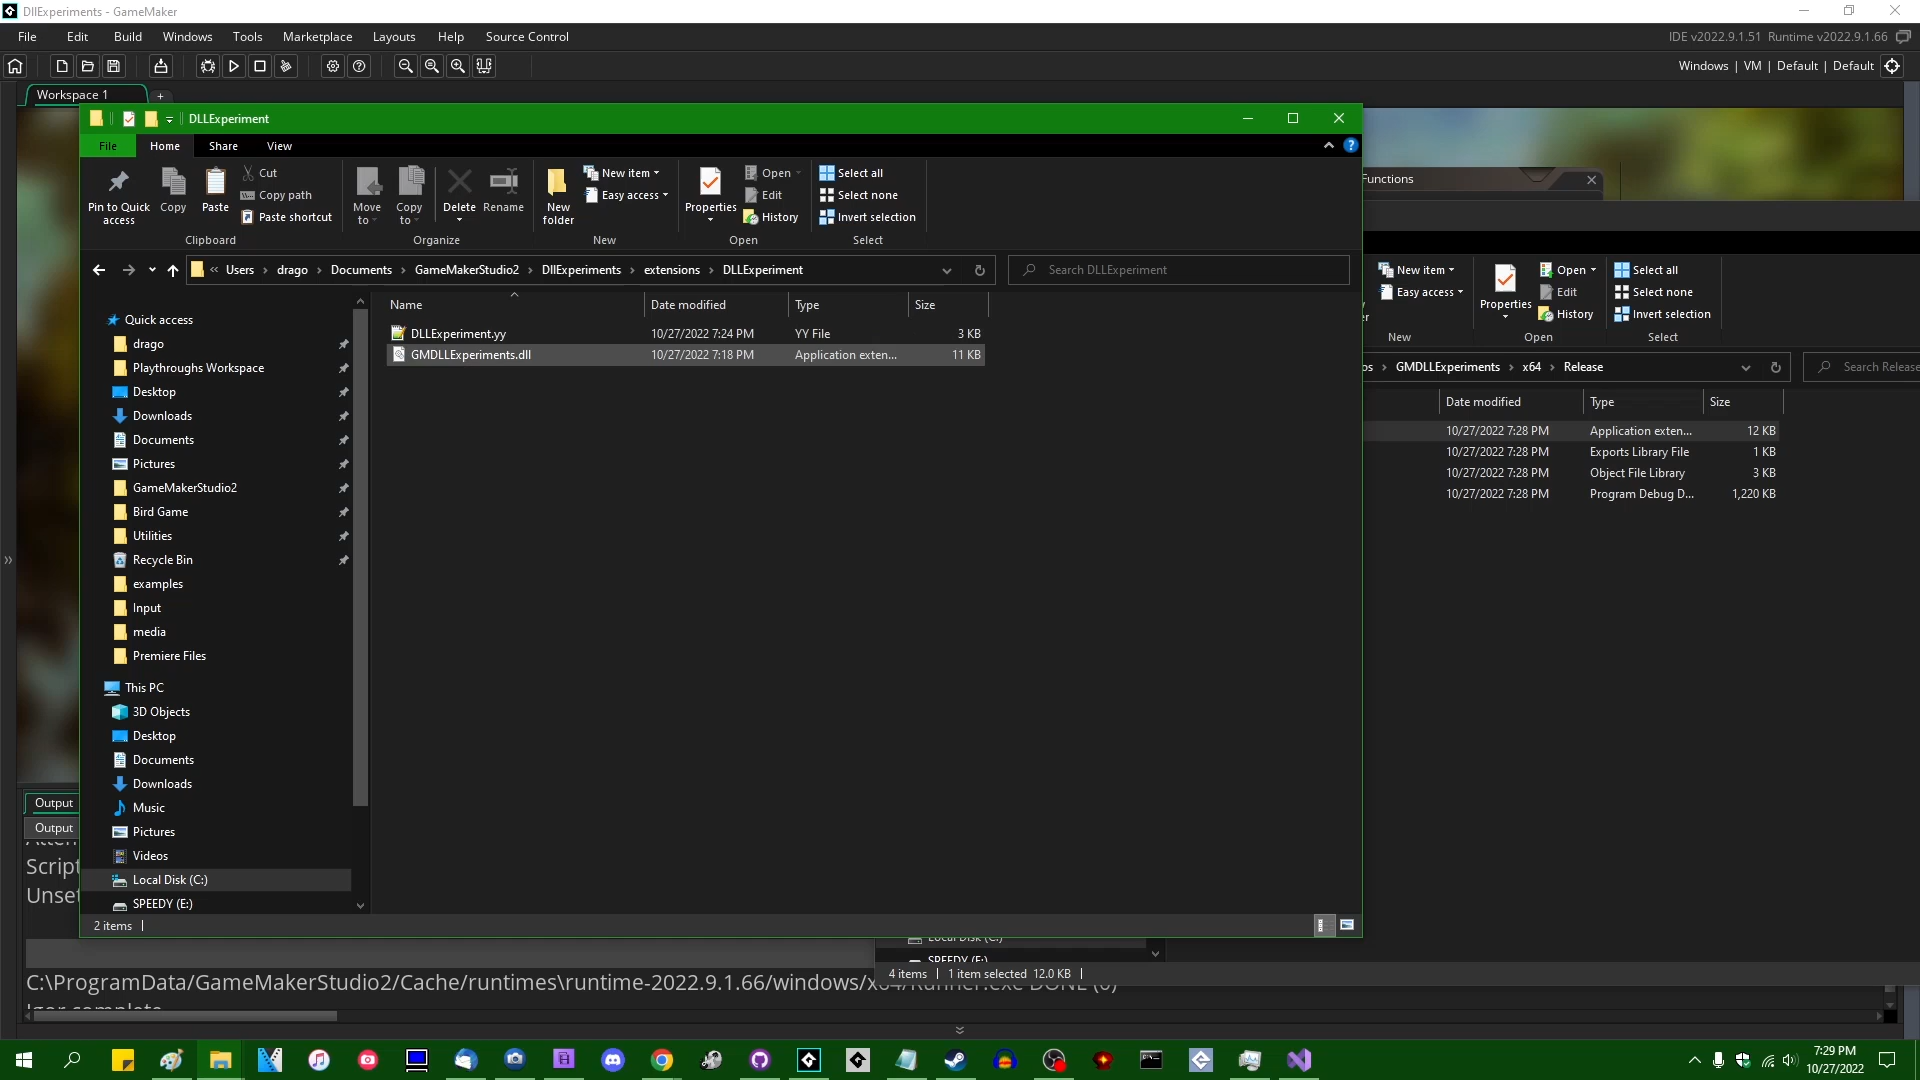 DllExperiments - GameMaker
File Edit Build Windows Tools Marketplace Layouts Help Source Control
IDE v2022.9.1.51 Runtime v2022.9.1.66
Windows | VM | Default | Default
Workspace 1 +
DLLExperiment
File Home Share View
Pin to Quick access
Copy
Paste
Cut
Copy path
Paste shortcut
Clipboard
Move to
Copy to
Delete
Rename
Organize
New folder
New item
Easy access
New
Properties
Open
Edit
History
Open
Select all
Select none
Invert selection
Select
« Users › drago › Documents › GameMakerStudio2 › DllExperiments › extensions › DLLExperiment
Search DLLExperiment
Name Date modified Type Size
DLLExperiment.yy 10/27/2022 7:24 PM YY File 3 KB
GMDLLExperiments.dll 10/27/2022 7:18 PM Application exten... 11 KB
Quick access
drago
Playthroughs Workspace
Desktop
Downloads
Documents
Pictures
GameMakerStudio2
Bird Game
Utilities
Recycle Bin
examples
Input
media
Premiere Files
This PC
3D Objects
Desktop
Documents
Downloads
Music
Pictures
Videos
Local Disk (C:)
SPEEDY (E:)
2 items
Functions
New item
Easy access
New
Properties
Open
Edit
History
Open
Select all
Select none
Invert selection
Select
GMDLLExperiments › x64 › Release
Search Release
Date modified Type Size
10/27/2022 7:28 PM Application exten... 12 KB
10/27/2022 7:28 PM Exports Library File 1 KB
10/27/2022 7:28 PM Object File Library 3 KB
10/27/2022 7:28 PM Program Debug D... 1,220 KB
Local Disk (C:)
SPEEDY (E:)
4 items 1 item selected 12.0 KB
Output
Output
Script
Unset
C:\ProgramData/GameMakerStudio2/Cache/runtimes\runtime-2022.9.1.66/windows/x64/Runner.exe DONE (0)
Igor complete
7:29 PM
10/27/2022